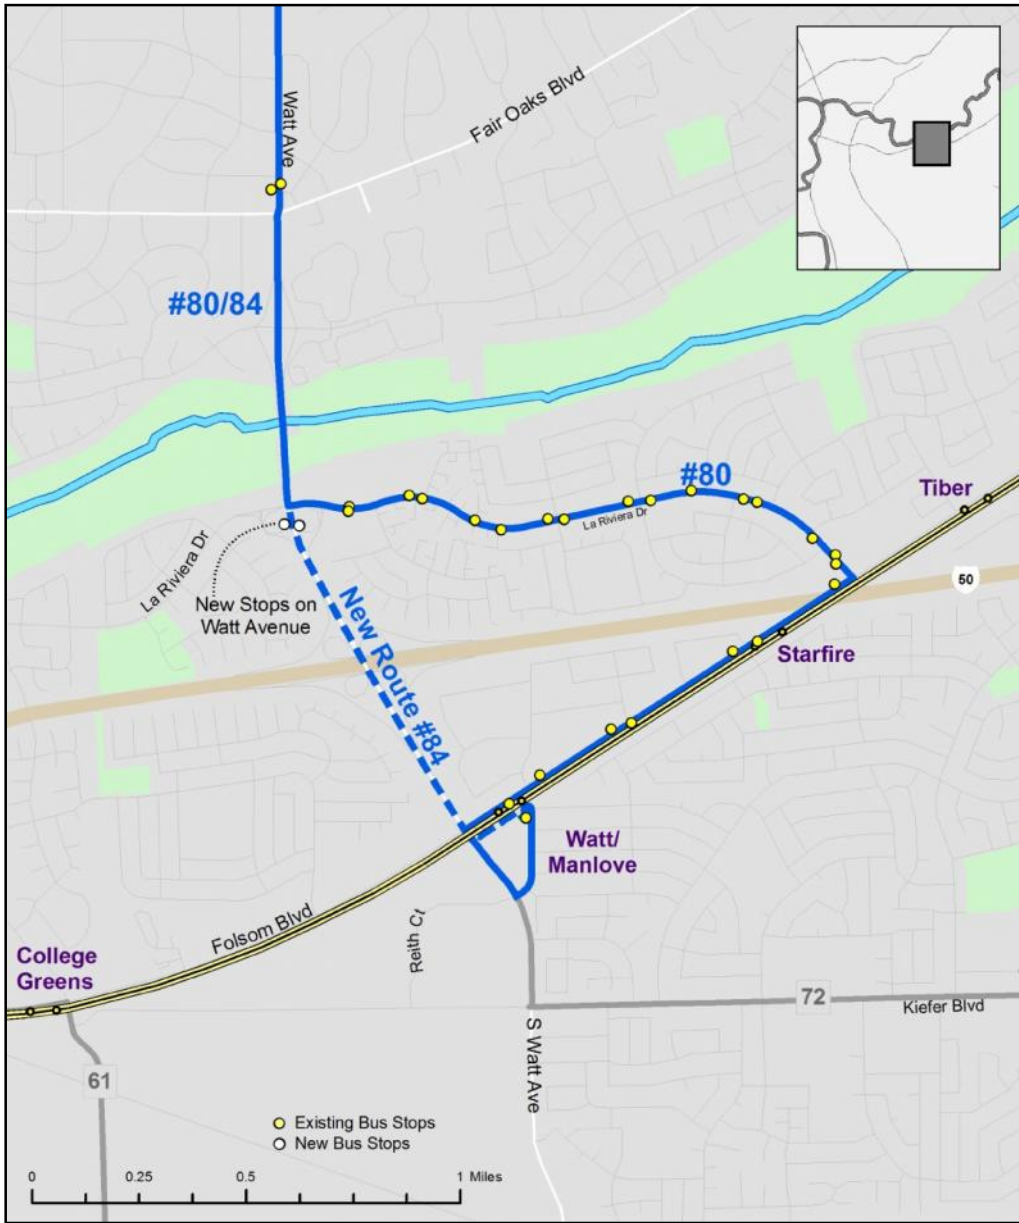 Watt Ave
Fair Oaks Blvd
#80/84
#80
Tiber
La Riviera Dr
La Riviera Dr
50
New Stops on
Watt Avenue
New Route #84
Starfire
Watt/
Manlove
Folsom Blvd
Reith Ct
College
Greens
72
Kiefer Blvd
S Watt Ave
61
Existing Bus Stops
New Bus Stops
0 0.25 0.5 1 Miles